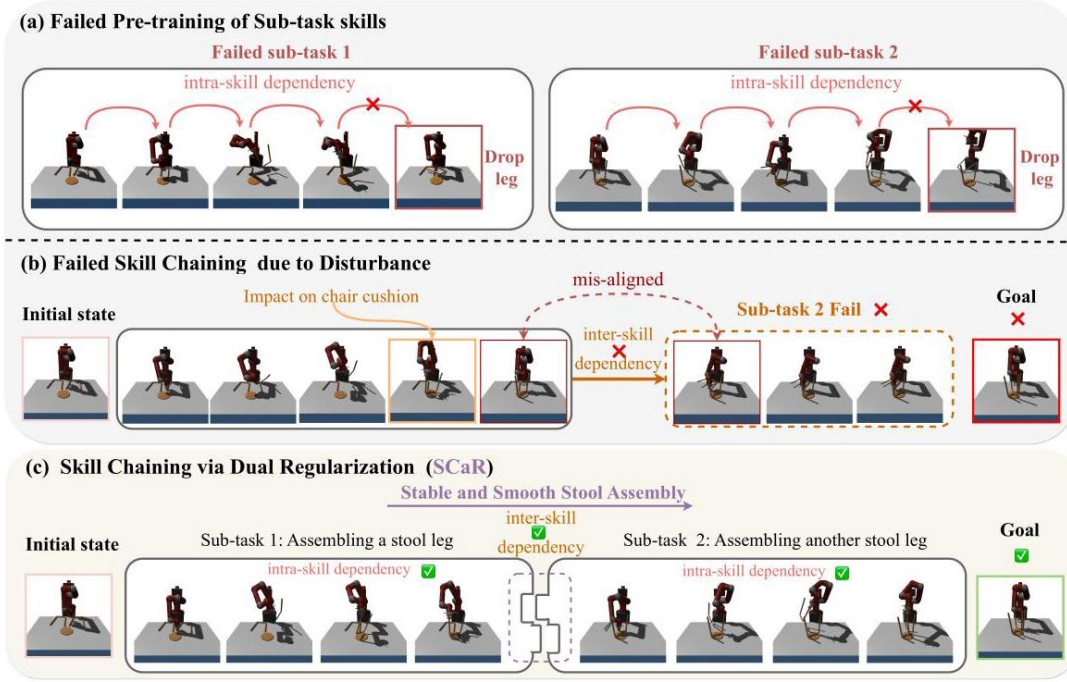 (a) Failed Pre-training of Sub-task skills
Failed sub-task 1
Failed sub-task 2
intra-skill dependency
intra-skill dependency
Drop
leg
Drop
leg
(b) Failed Skill Chaining due to Disturbance
mis-aligned
Impact on chair cushion
Initial state
Sub-task 2 Fail
Goal
inter-skill
dependency
(c) Skill Chaining via Dual Regularization (SCaR)
Stable and Smooth Stool Assembly
inter-skill
dependency
Initial state
Sub-task 1: Assembling a stool leg
Sub-task 2: Assembling another stool leg
Goal
intra-skill dependency
intra-skill dependency